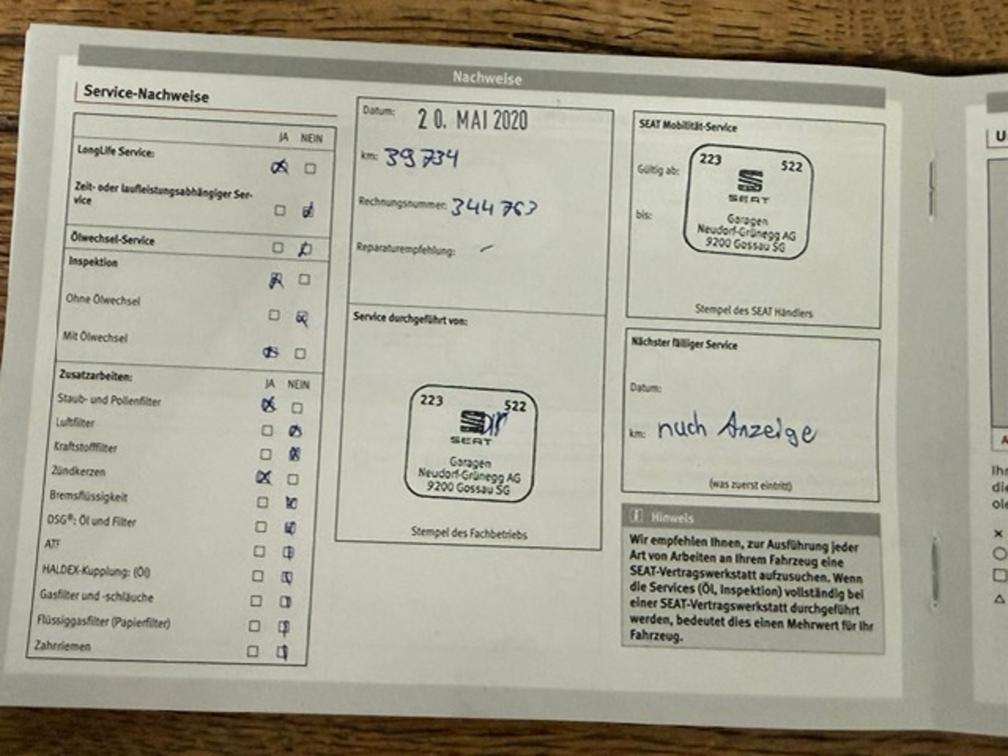 Nachweise
Service-Nachweise
JA NEIN
LongLife Service:
Zeit- oder laufleistungsabhängiger Ser-
vice
Ölwechsel-Service
Inspektion
Ohne Ölwechsel
Mit Ölwechsel
Zusatzarbeiten:
JA NEIN
Staub- und Pollenfilter
Luftfilter
Kraftstofffilter
Zündkerzen
Bremsflüssigkeit
DSG®: Öl und Filter
ATF
HALDEX-Kupplung: (Öl)
Gasfilter und -schläuche
Flüssiggasfilter (Papierfilter)
Zahnriemen
Datum: 20. MAI 2020
km: 39734
Rechnungsnummer: 344763
Reparaturempfehlung: -
Service durchgeführt von:
223 522
SEAT
Garagen
Neudorf-Grünegg AG
9200 Gossau SG
Stempel des Fachbetriebs
SEAT Mobilität-Service
Gültig ab:
bis:
223 522
SEAT
Garagen
Neudorf-Grünegg AG
9200 Gossau SG
Stempel des SEAT Händlers
Nächster fälliger Service
Datum:
km: nach Anzeige
(was zuerst eintritt)
Hinweis
Wir empfehlen Ihnen, zur Ausführung jeder
Art von Arbeiten an Ihrem Fahrzeug eine
SEAT-Vertragswerkstatt aufzusuchen. Wenn
die Services (Öl, Inspektion) vollständig bei
einer SEAT-Vertragswerkstatt durchgeführt
werden, bedeutet dies einen Mehrwert für Ihr
Fahrzeug.